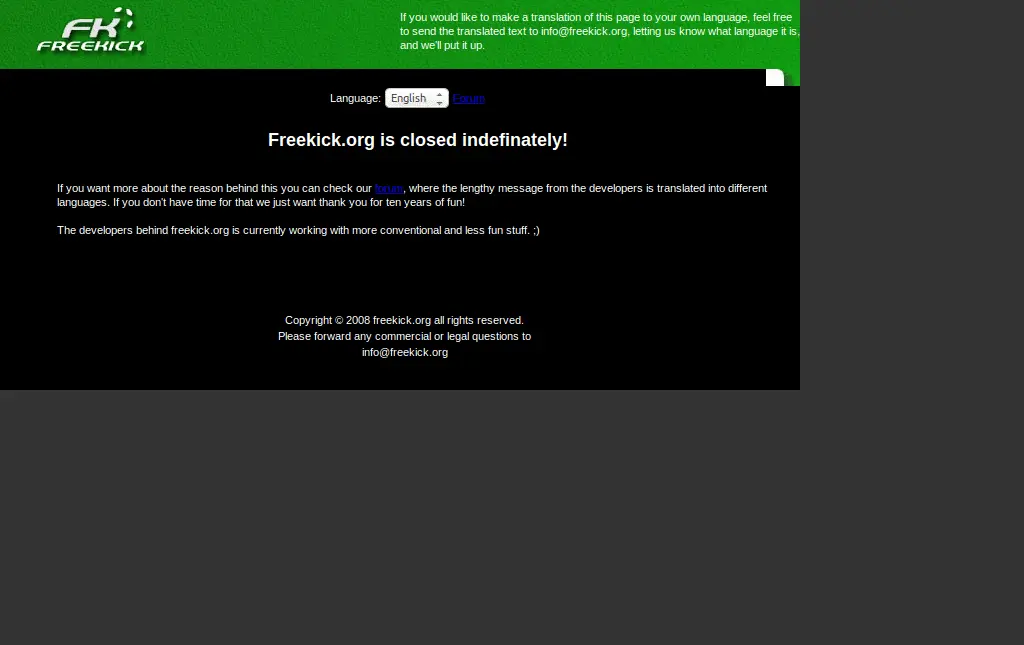 FK
FREEKICK
If you would like to make a translation of this page to your own language, feel free
to send the translated text to info@freekick.org, letting us know what language it is,
and we'll put it up.
Language: English Forum
Freekick.org is closed indefinately!
If you want more about the reason behind this you can check our forum, where the lengthy message from the developers is translated into different
languages. If you don't have time for that we just want thank you for ten years of fun!
The developers behind freekick.org is currently working with more conventional and less fun stuff. ;)
Copyright © 2008 freekick.org all rights reserved.
Please forward any commercial or legal questions to
info@freekick.org